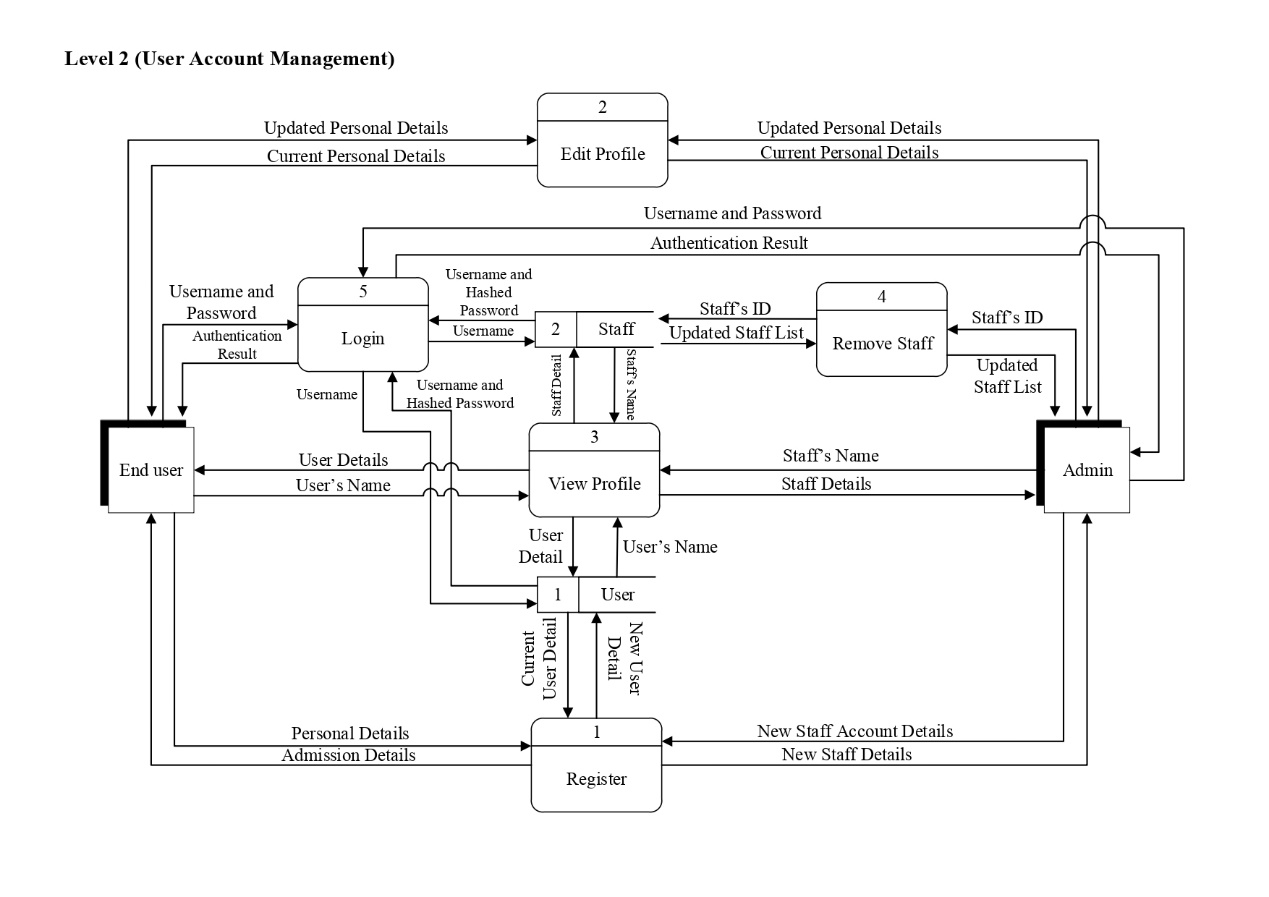 Level 2 (User Account Management)
2
Edit Profile
Updated Personal Details
Current Personal Details
Updated Personal Details
Current Personal Details
Username and Password
Authentication Result
Username and
Password
Authentication
Result
5
Login
Username and
Hashed
Password
Username
2
Staff
Staff's ID
Updated Staff List
4
Remove Staff
Staff's ID
Updated
Staff List
Username
Username and
Hashed Password
Staff Detail
Staff's Name
End user
User Details
User's Name
3
View Profile
Staff's Name
Staff Details
Admin
User
Detail
User's Name
1
User
Current
User Detail
New User
Detail
Personal Details
Admission Details
1
Register
New Staff Account Details
New Staff Details